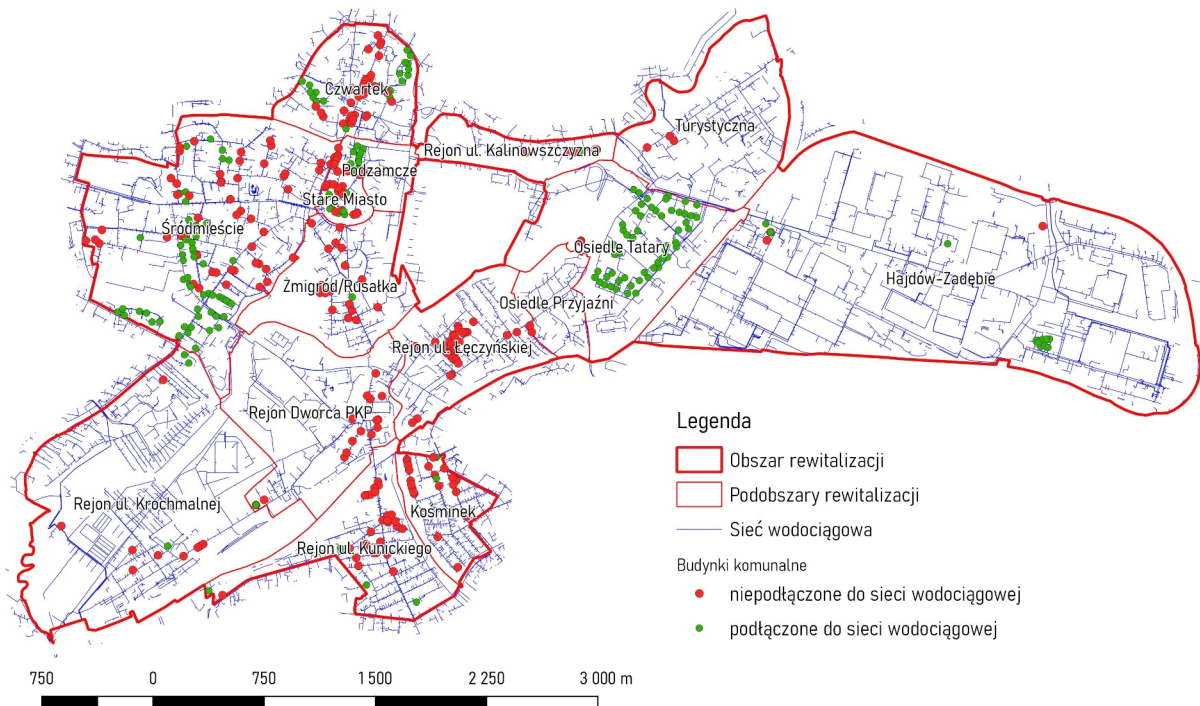 Czwartek
Turystyczna
Rejon ul. Kalinowszczyzna
Podzamcze
Stare Miasto
Śródmieście
Osiedle Tatary
Hajdów-Zadębie
Żmigród/Rusałka
Osiedle Przyjaźni
Rejon ul. Łęczyńskiej
Rejon Dworca PKP
Rejon ul. Krochmalnej
Kośminek
Rejon ul. Kunickiego
Legenda
Obszar rewitalizacji
Podobszary rewitalizacji
Sieć wodociągowa
Budynki komunalne
niepodłączone do sieci wodociągowej
podłączone do sieci wodociągowej
750 0 750 1 500 2 250 3 000 m